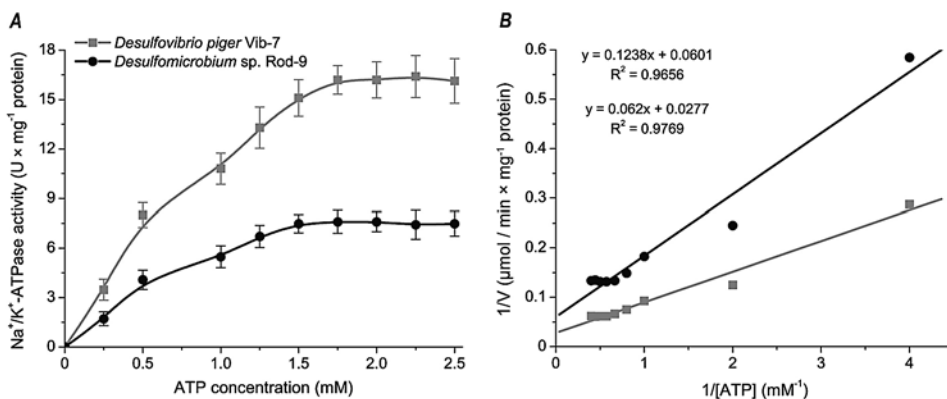 A
Desulfovibrio piger Vib-7
Desulfomicrobium sp. Rod-9
Na⁺/K⁺-ATPase activity (U × mg⁻¹ protein)
18
15
12
9
6
3
0
0
0.5
1.0
1.5
2.0
2.5
ATP concentration (mM)
B
y = 0.1238x + 0.0601
R² = 0.9656
y = 0.062x + 0.0277
R² = 0.9769
1/V (μmol / min × mg⁻¹ protein)
0.6
0.5
0.4
0.3
0.2
0.1
0
0
1
2
3
4
1/[ATP] (mM⁻¹)